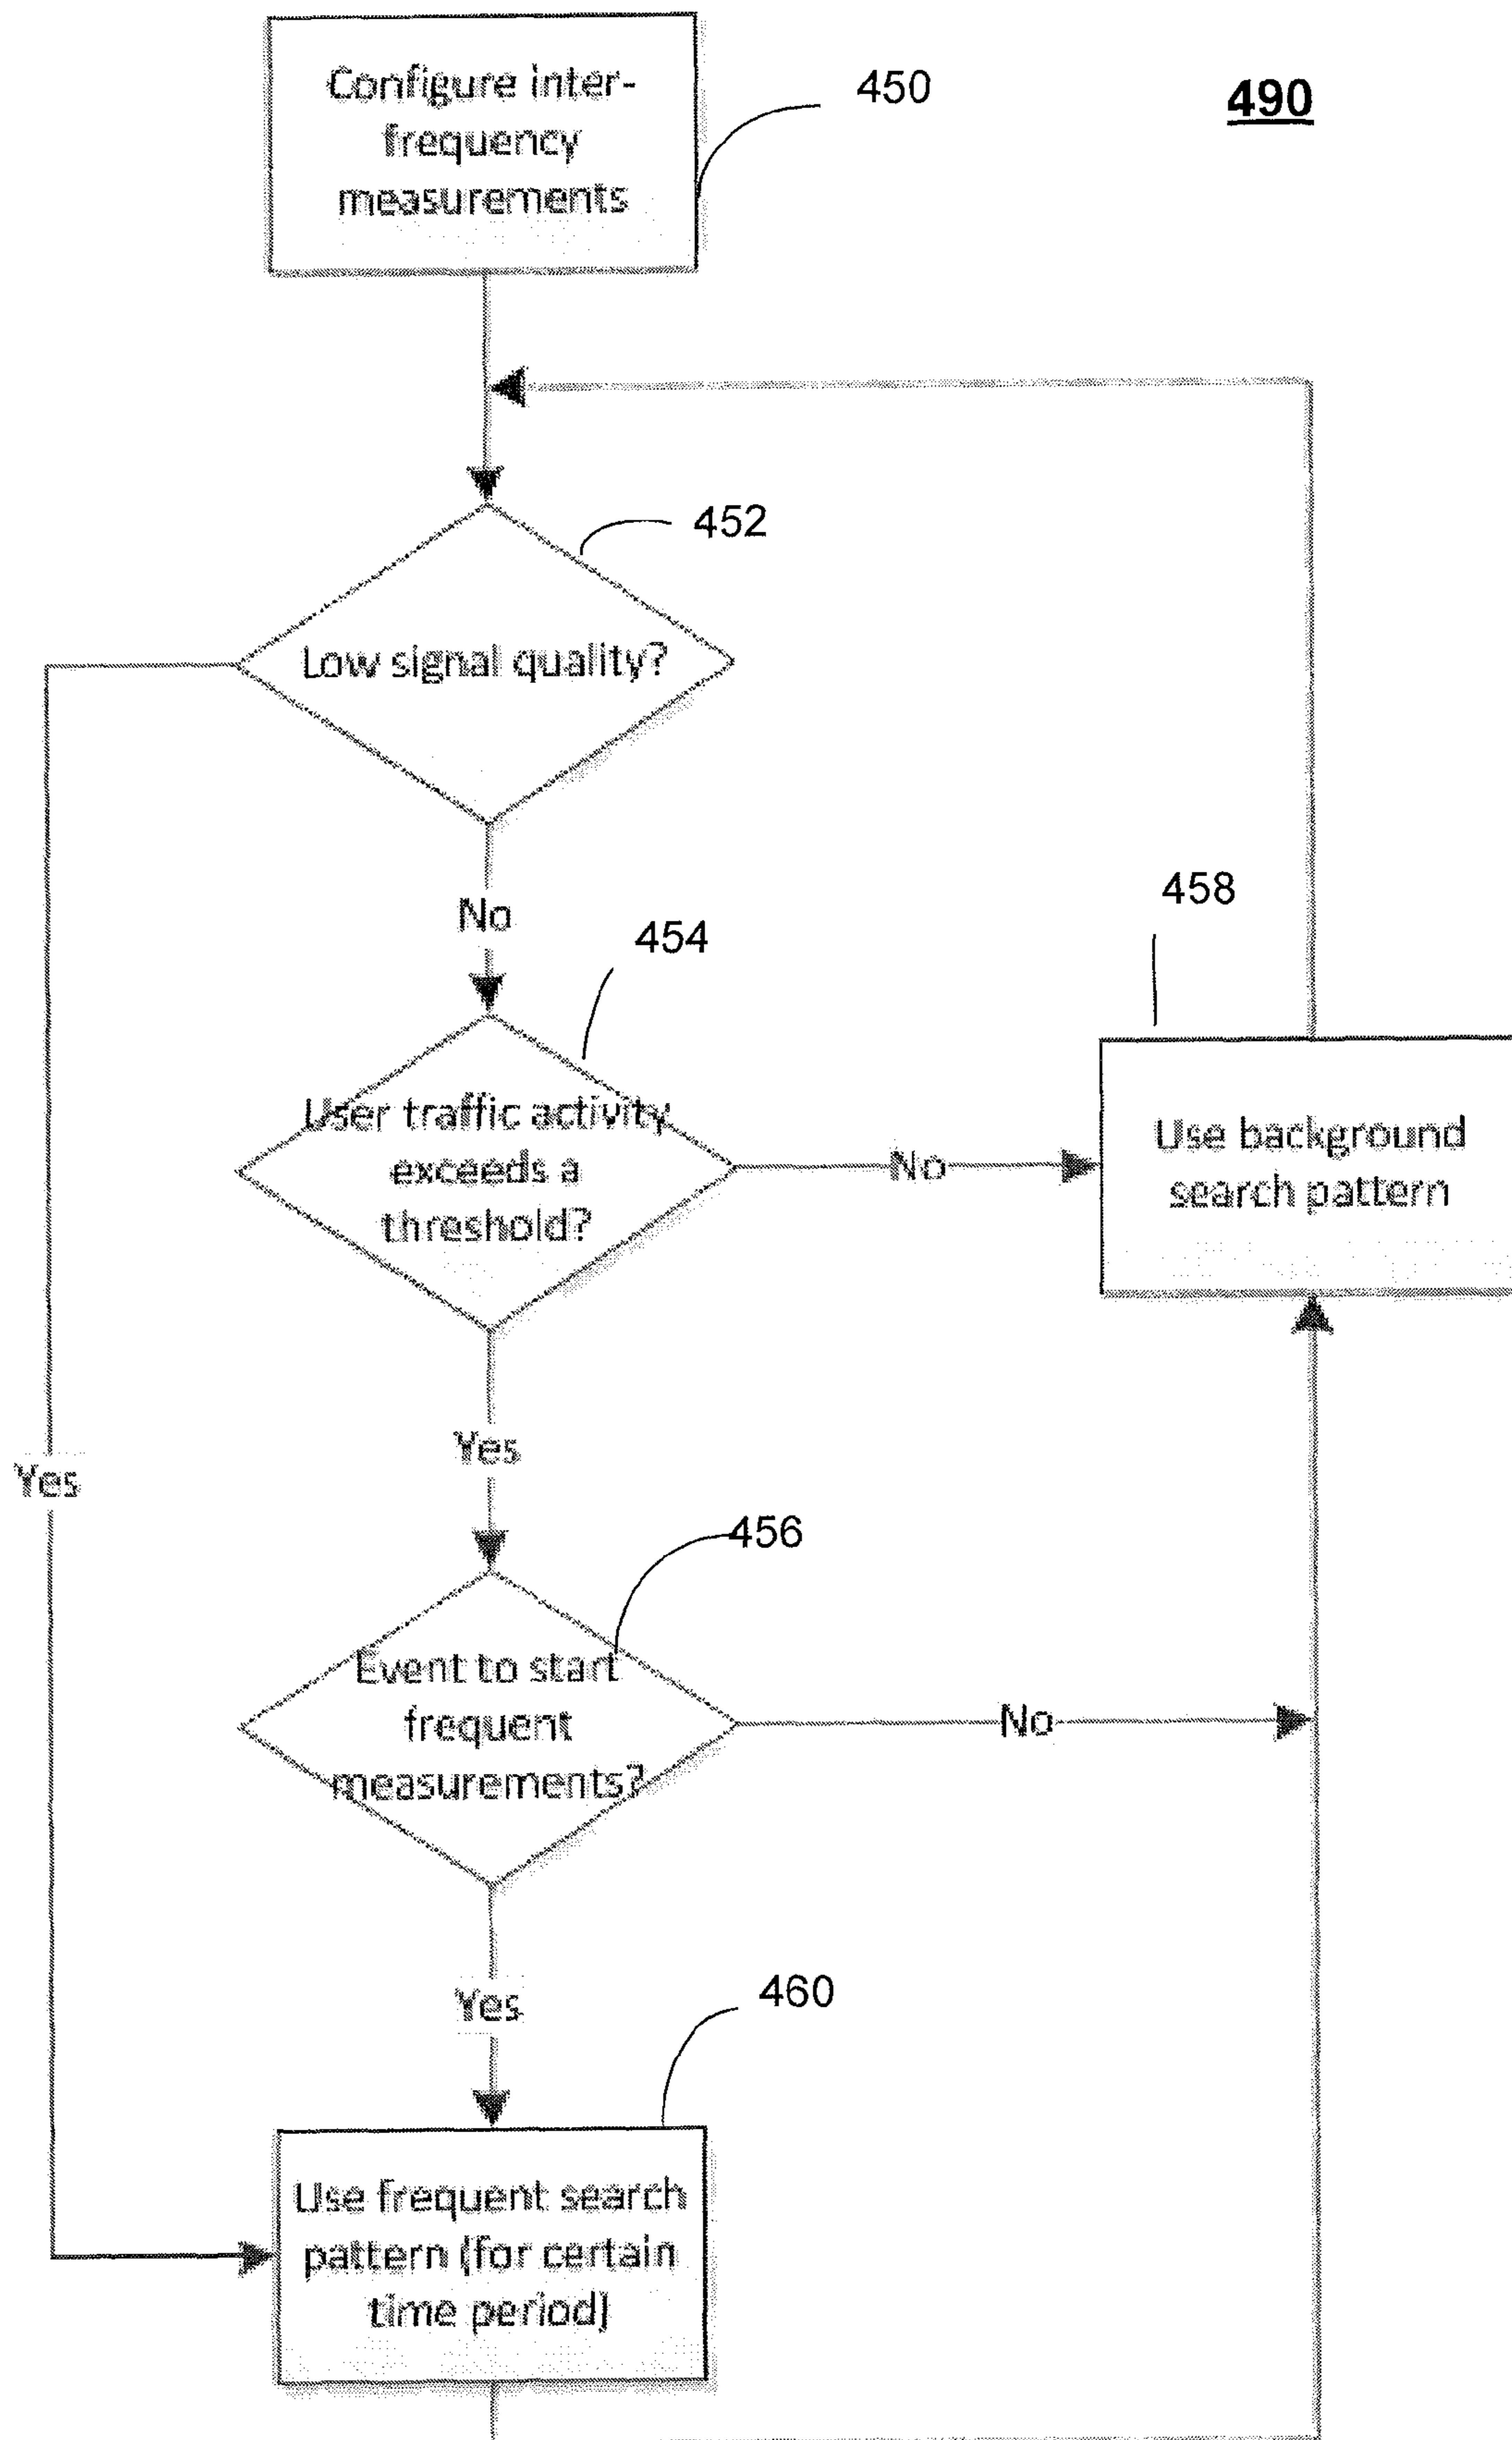 Configure inter-
frequency
measurements
450
490
452
Low signal quality?
No
454
458
User traffic activity
exceeds a
threshold?
No
Use background
search pattern
Yes
Yes
456
Event to start
frequent
measurements?
No
Yes
460
Use frequent search
pattern (for certain
time period)